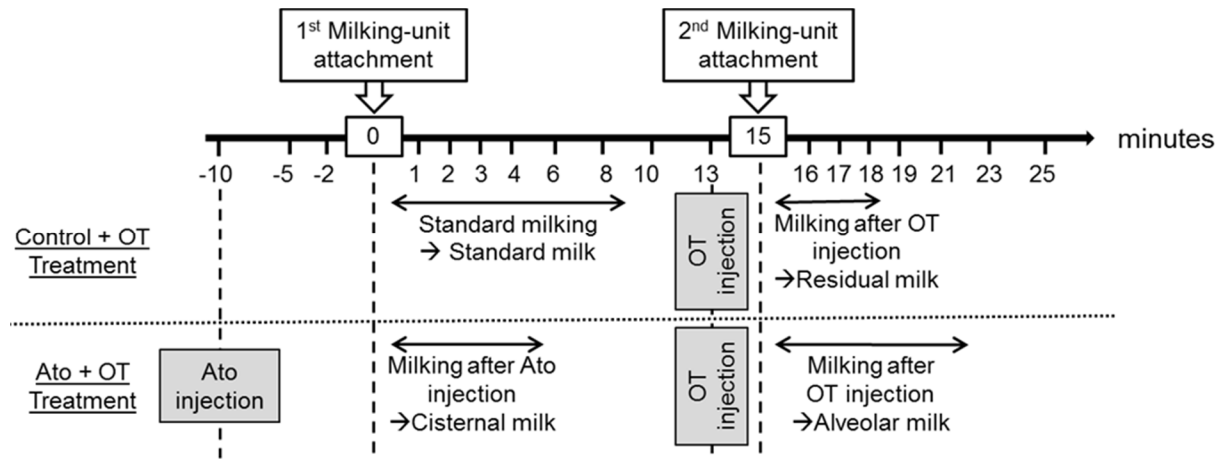 1st Milking-unit
attachment
2nd Milking-unit
attachment
0
15
minutes
-10 -5 -2 1 2 3 4 6 8 10 13 16 17 18 19 21 23 25
Control + OT
Treatment
Standard milking
→ Standard milk
OT
injection
Milking after OT
injection
→Residual milk
Ato + OT
Treatment
Ato
injection
Milking after Ato
injection
→Cisternal milk
OT
injection
Milking after
OT injection
→Alveolar milk